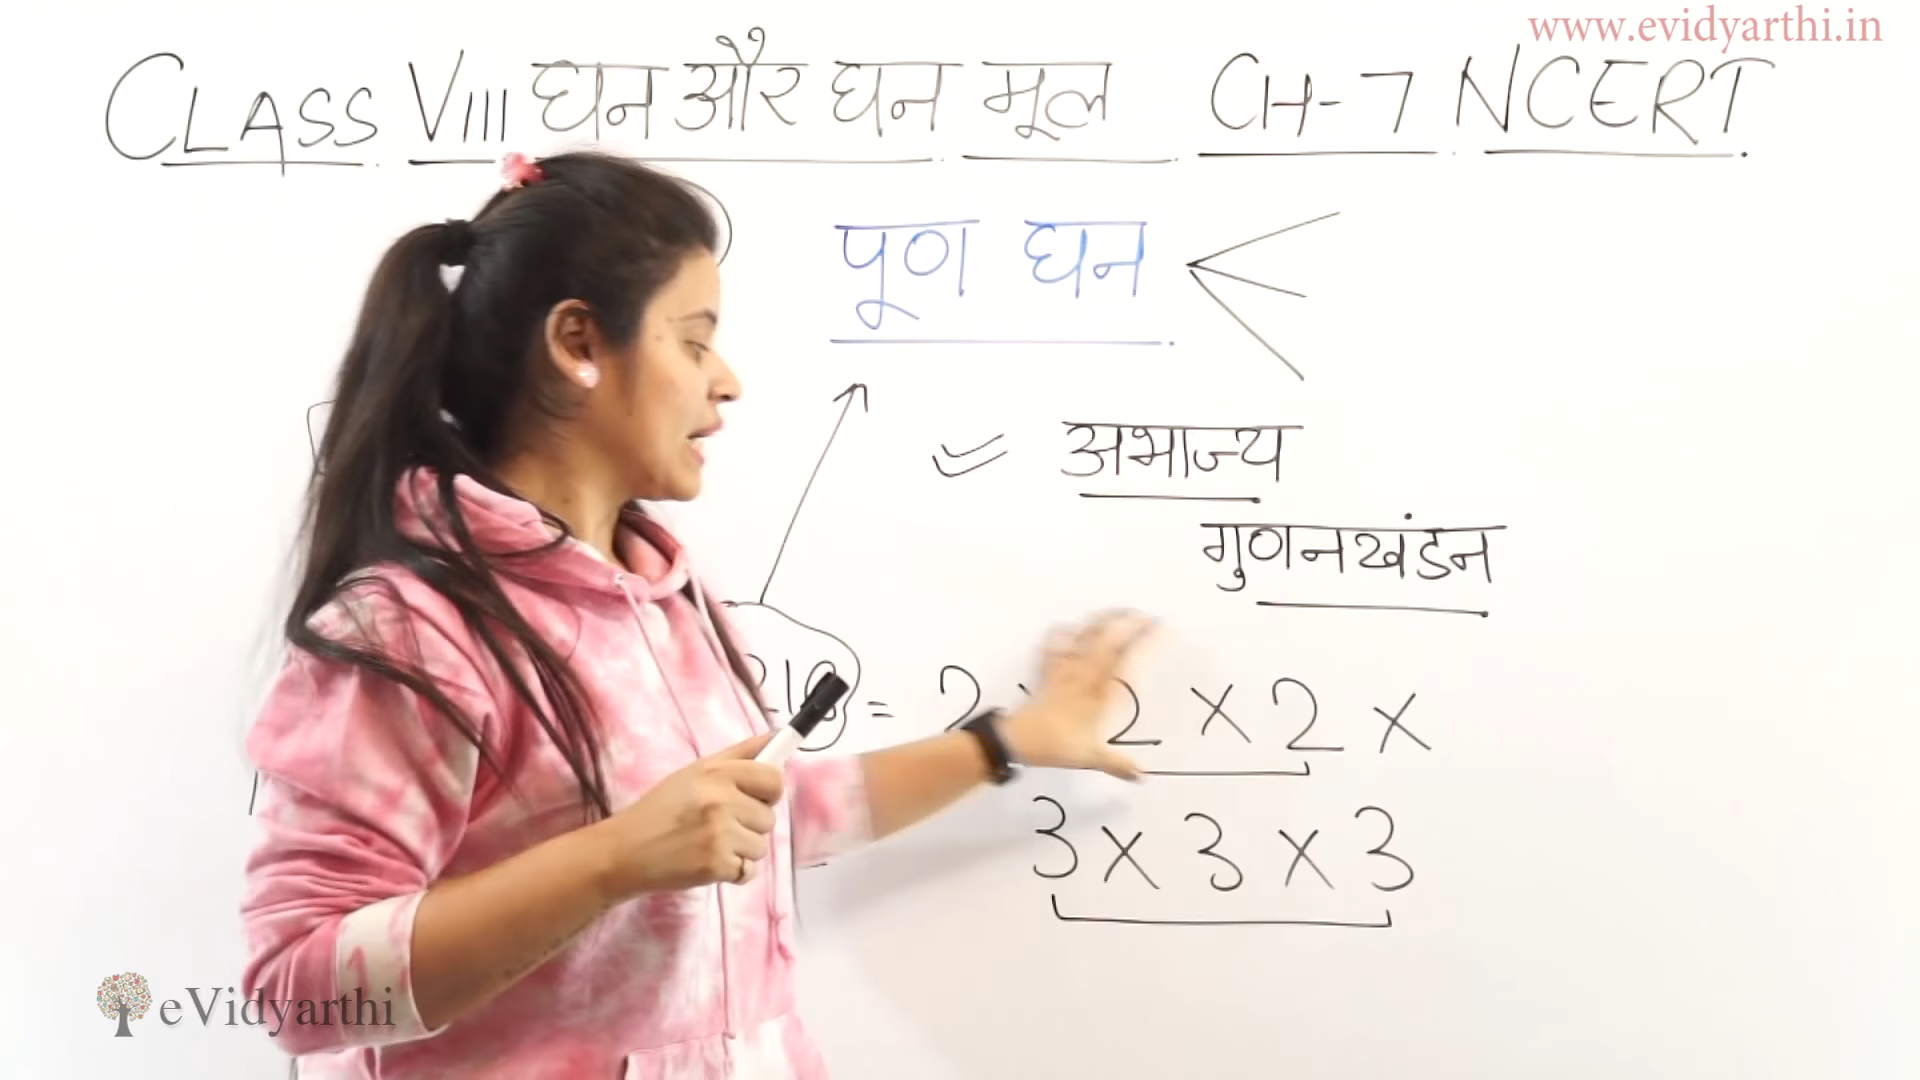 www.evidyarthi.in
CLASS VIII घन और घन मूल CH-7 NCERT
पूण घन
अभाज्य
गुणनखंडन
= 2 × 2 × 2 ×
3 × 3 × 3
eVidyarthi